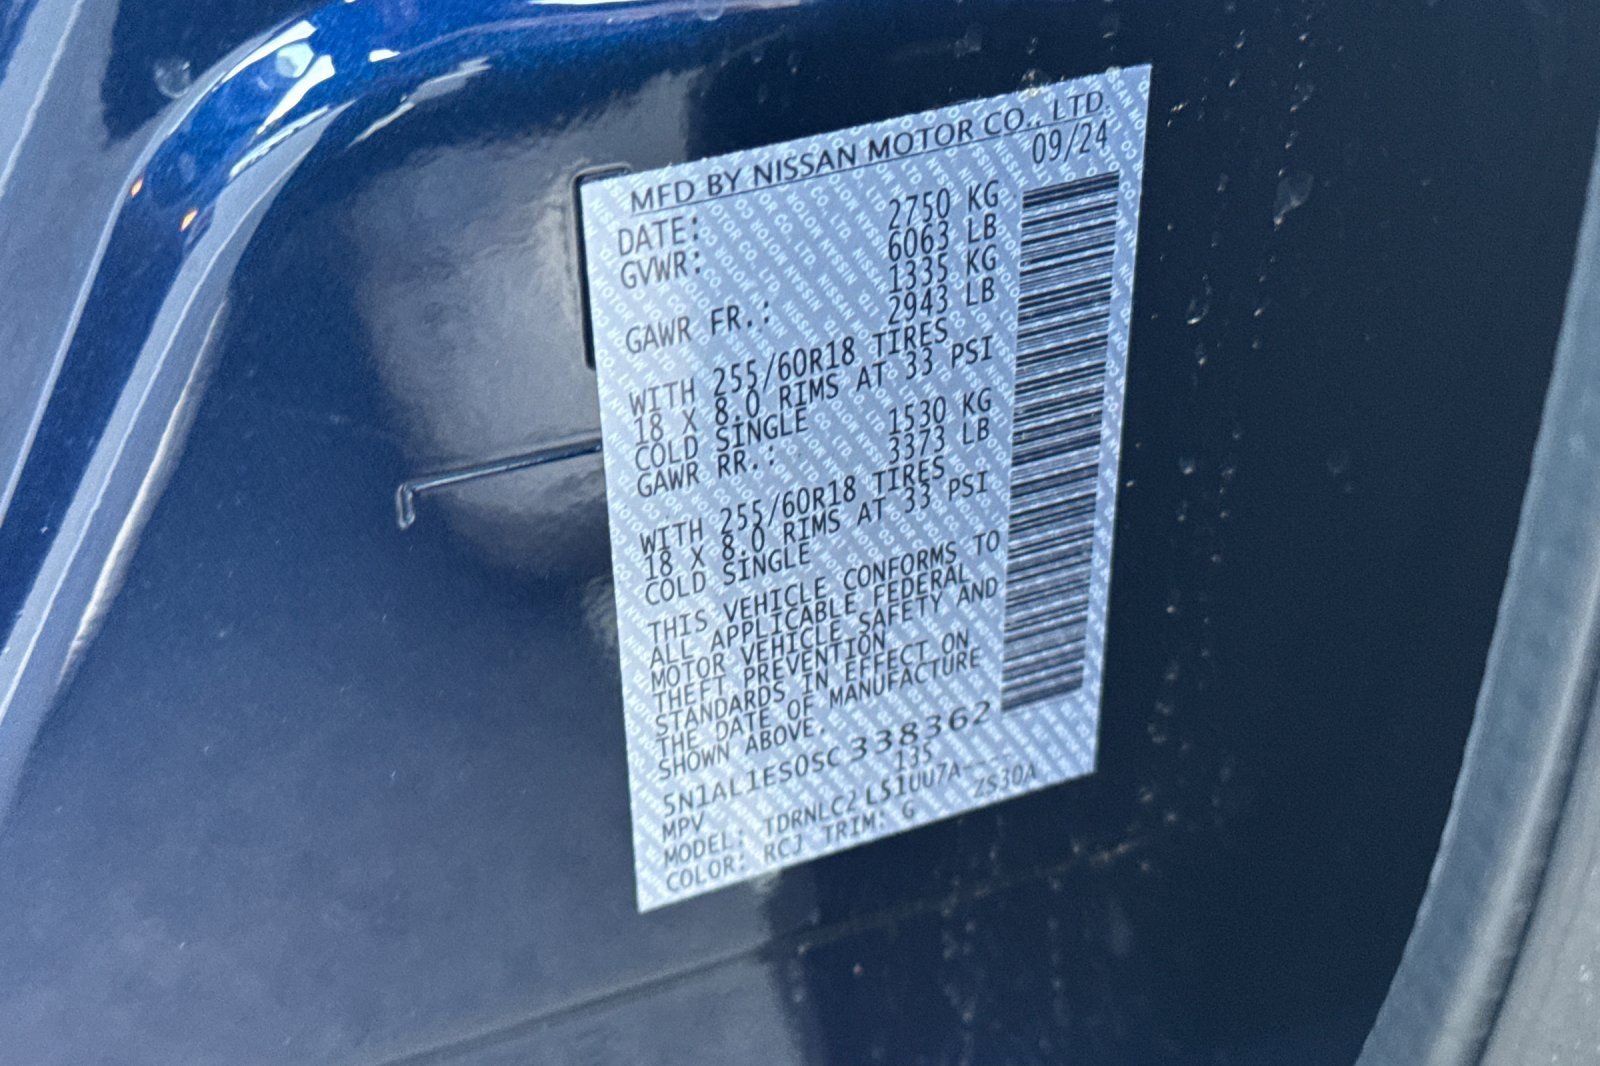 MFD BY NISSAN MOTOR CO., LTD.
DATE: 09/24
GVWR: 2750 KG
6063 LB
GAWR FR.: 1335 KG
2943 LB
WITH 255/60R18 TIRES
18 X 8.0 RIMS AT 33 PSI
COLD SINGLE
GAWR RR.: 1530 KG
3373 LB
WITH 255/60R18 TIRES
18 X 8.0 RIMS AT 33 PSI
COLD SINGLE
THIS VEHICLE CONFORMS TO
ALL APPLICABLE FEDERAL
MOTOR VEHICLE SAFETY AND
THEFT PREVENTION
STANDARDS IN EFFECT ON
THE DATE OF MANUFACTURE
SHOWN ABOVE.
5N1AL1ES0SC338362
MPV 135
MODEL: TDRNLC2 LS1UU7A---
COLOR: RCJ TRIM: G ZS30A